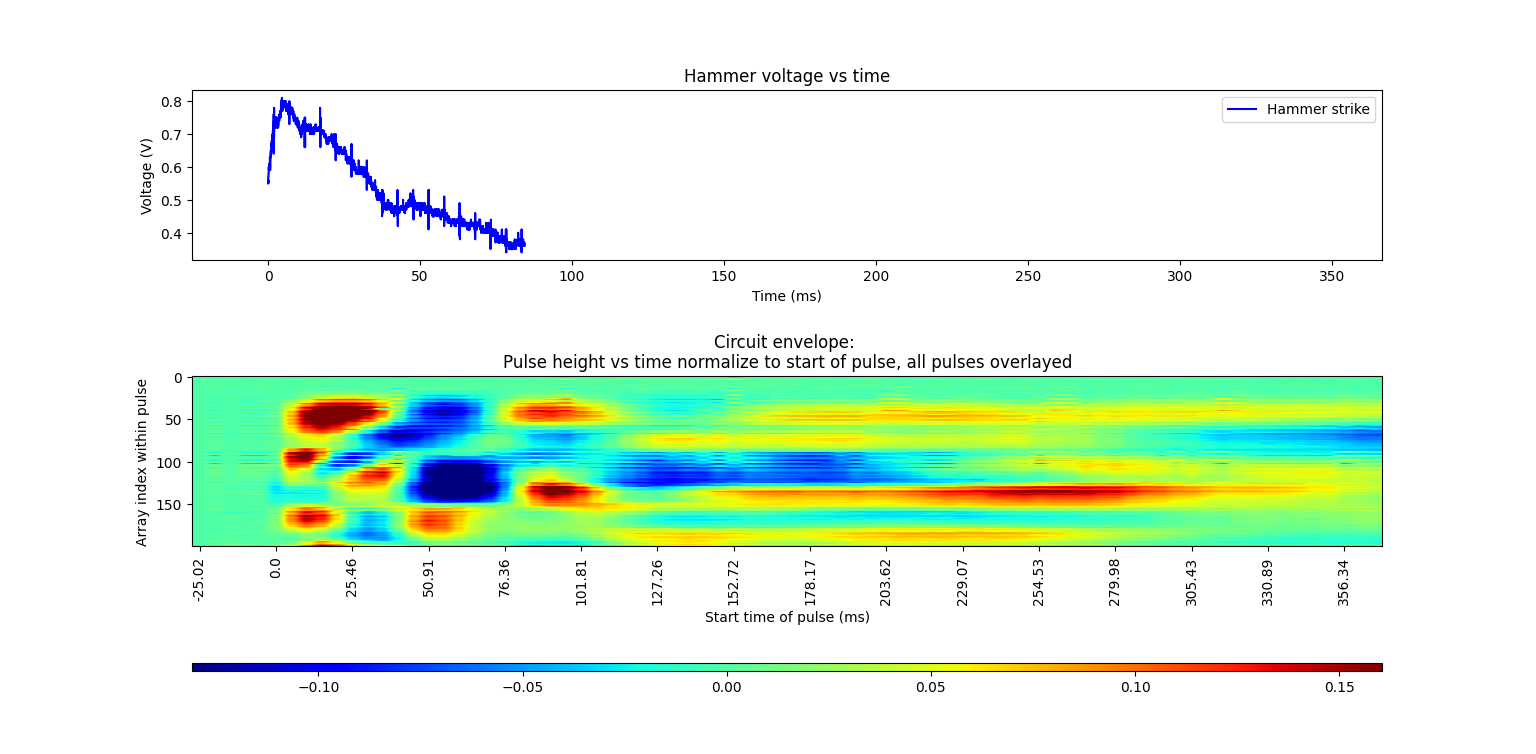 Hammer voltage vs time
Hammer strike
Voltage (V)
0.8
0.7
0.6
0.5
0.4
0 50 100 150 200 250 300 350
Time (ms)
Circuit envelope:
Pulse height vs time normalize to start of pulse, all pulses overlayed
Array index within pulse
0
50
100
150
-25.02 0.0 25.46 50.91 76.36 101.81 127.26 152.72 178.17 203.62 229.07 254.53 279.98 305.43 330.89 356.34
Start time of pulse (ms)
−0.10 −0.05 0.00 0.05 0.10 0.15